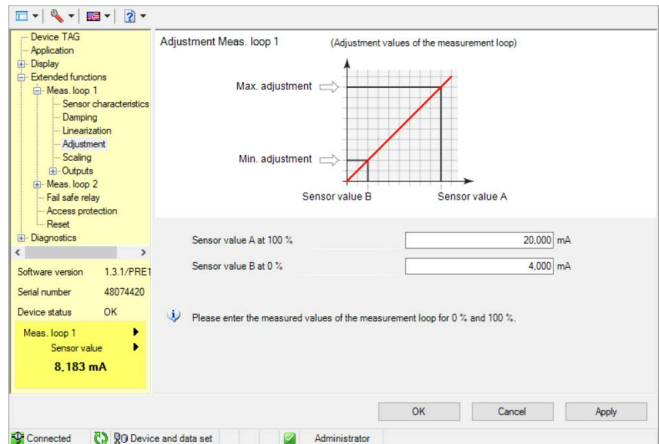 Device TAG
Application
Display
Extended functions
Meas. loop 1
Sensor characteristics
Damping
Linearization
Adjustment
Scaling
Outputs
Meas. loop 2
Fail safe relay
Access protection
Reset
Diagnostics
Software version 1.3.1/PRE1
Serial number 48074420
Device status OK
Meas. loop 1
Sensor value
8,183 mA
Adjustment Meas. loop 1 (Adjustment values of the measurement loop)
Max. adjustment
Min. adjustment
Sensor value B Sensor value A
Sensor value A at 100 % 20,000 mA
Sensor value B at 0 % 4,000 mA
Please enter the measured values of the measurement loop for 0 % and 100 %.
OK Cancel Apply
Connected Device and data set Administrator